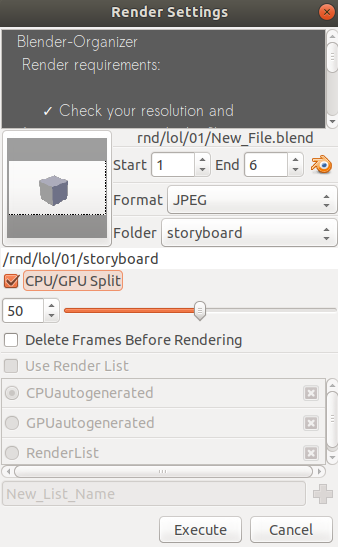 Render Settings
Blender-Organizer
Render requirements:
✓ Check your resolution and
rnd/lol/01/New_File.blend
Start 1 End 6
Format JPEG
Folder storyboard
/rnd/lol/01/storyboard
CPU/GPU Split
50
Delete Frames Before Rendering
Use Render List
CPUautogenerated
GPUautogenerated
RenderList
New_List_Name
Execute Cancel